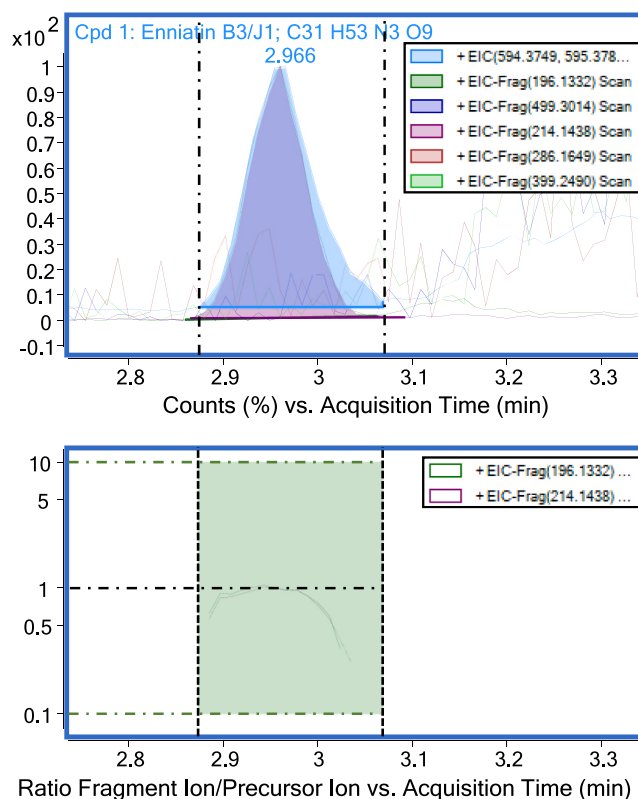 x10^2
Cpd 1: Enniatin B3/J1; C31 H53 N3 O9
2.966
+ EIC(594.3749, 595.378...
+ EIC-Frag(196.1332) Scan
+ EIC-Frag(499.3014) Scan
+ EIC-Frag(214.1438) Scan
+ EIC-Frag(286.1649) Scan
+ EIC-Frag(399.2490) Scan
1
0.9
0.8
0.7
0.6
0.5
0.4
0.3
0.2
0.1
0
-0.1
2.8 2.9 3 3.1 3.2 3.3
Counts (%) vs. Acquisition Time (min)
+ EIC-Frag(196.1332) ...
+ EIC-Frag(214.1438) ...
10
5
1
0.5
0.1
2.8 2.9 3 3.1 3.2 3.3
Ratio Fragment Ion/Precursor Ion vs. Acquisition Time (min)